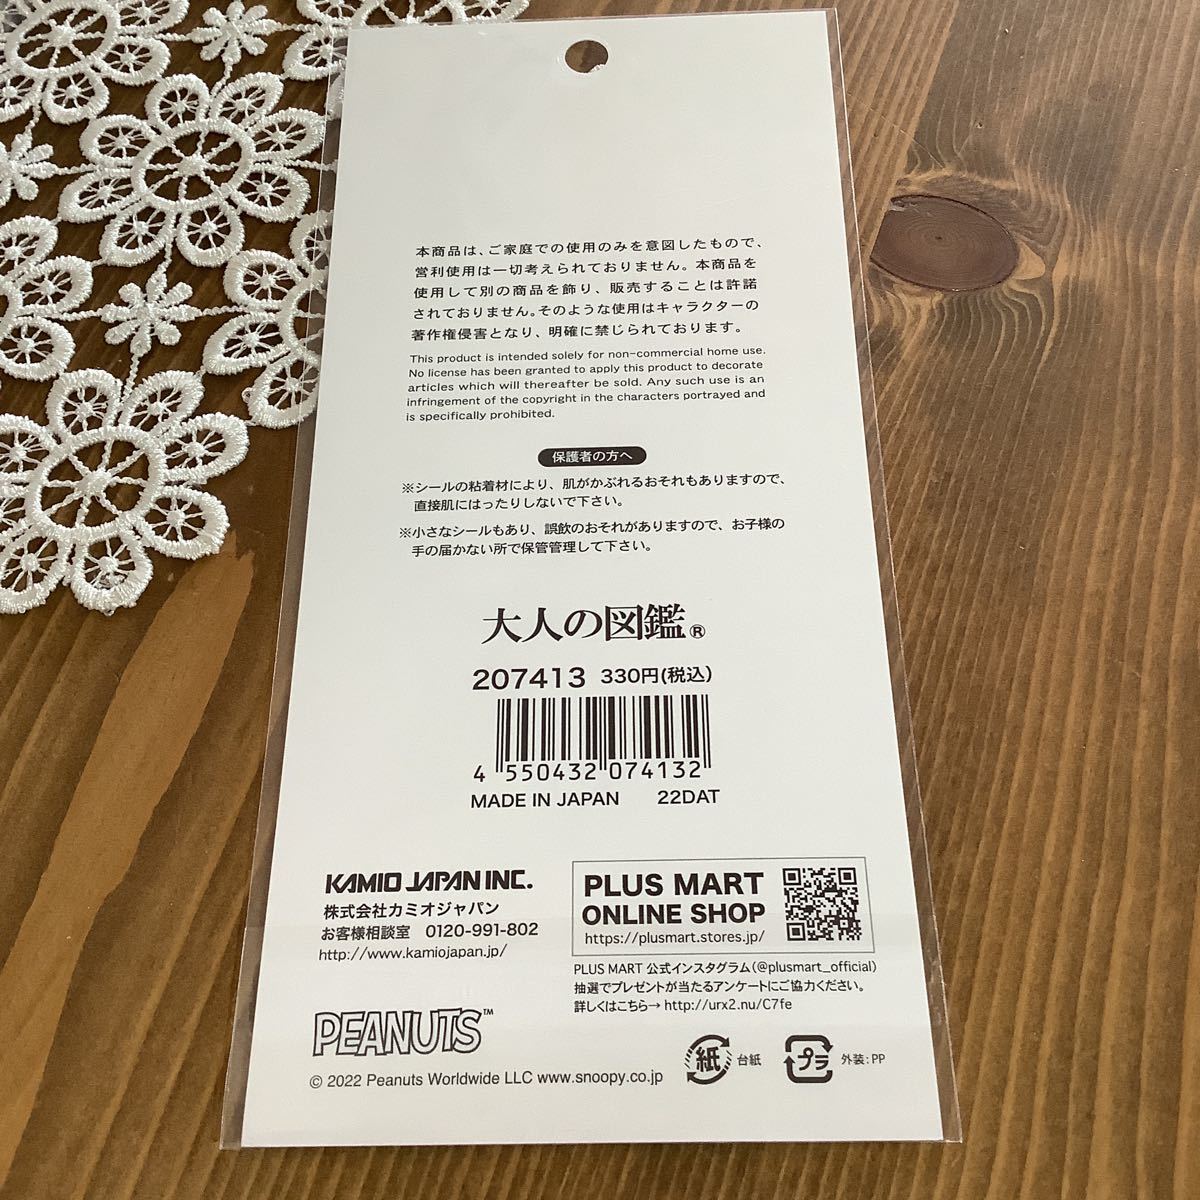 本商品は、ご家庭での使用のみを意図したもので、
営利使用は一切考えられておりません。本商品を
使用して別の商品を飾り、販売することは許諾
されておりません。そのような使用はキャラクターの
著作権侵害となり、明確に禁じられております。
This product is intended solely for non-commercial home use.
No license has been granted to apply this product to decorate
articles which will thereafter be sold. Any such use is an
infringement of the copyright in the characters portrayed and
is specifically prohibited.
保護者の方へ
※シールの粘着材により、肌がかぶれるおそれもありますので、
直接肌にはったりしないで下さい。
※小さなシールもあり、誤飲のおそれがありますので、お子様の
手の届かない所で保管管理して下さい。
大人の図鑑®
207413 330円(税込)
4 550432 074132
MADE IN JAPAN 22DAT
KAMIO JAPAN INC.
株式会社カミオジャパン
お客様相談室 0120-991-802
http://www.kamiojapan.jp/
PLUS MART
ONLINE SHOP
https://plusmart.stores.jp/
PLUS MART 公式インスタグラム(@plusmart_official)
抽選でプレゼントが当たるアンケートにご協力ください。
詳しくはこちら→ http://urx2.nu/C7fe
PEANUTS™
© 2022 Peanuts Worldwide LLC www.snoopy.co.jp
紙 台紙
プラ 外装:PP